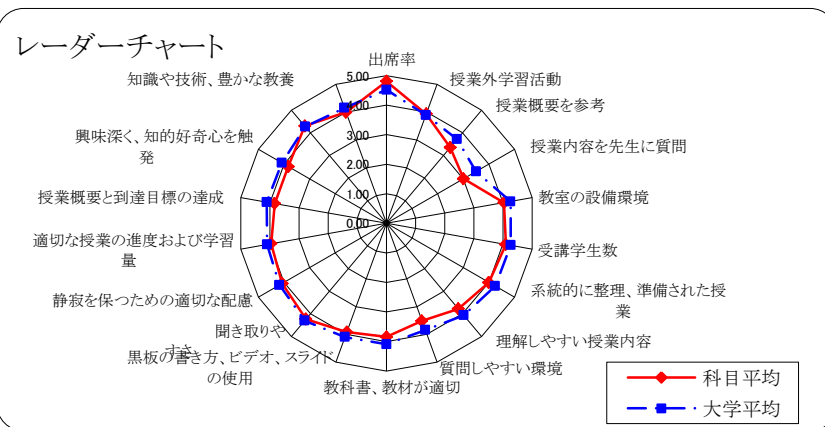 レーダーチャート
出席率
授業外学習活動
授業概要を参考
授業内容を先生に質問
教室の設備環境
受講学生数
系統的に整理、準備された授
業
理解しやすい授業内容
質問しやすい環境
教科書、教材が適切
黒板の書き方、ビデオ、スライド
の使用
聞き取りや
すさ
静寂を保つための適切な配慮
適切な授業の進度および学習
量
授業概要と到達目標の達成
興味深く、知的好奇心を触
発
知識や技術、豊かな教養
5.00
4.00
3.00
2.00
1.00
0.00
科目平均
大学平均